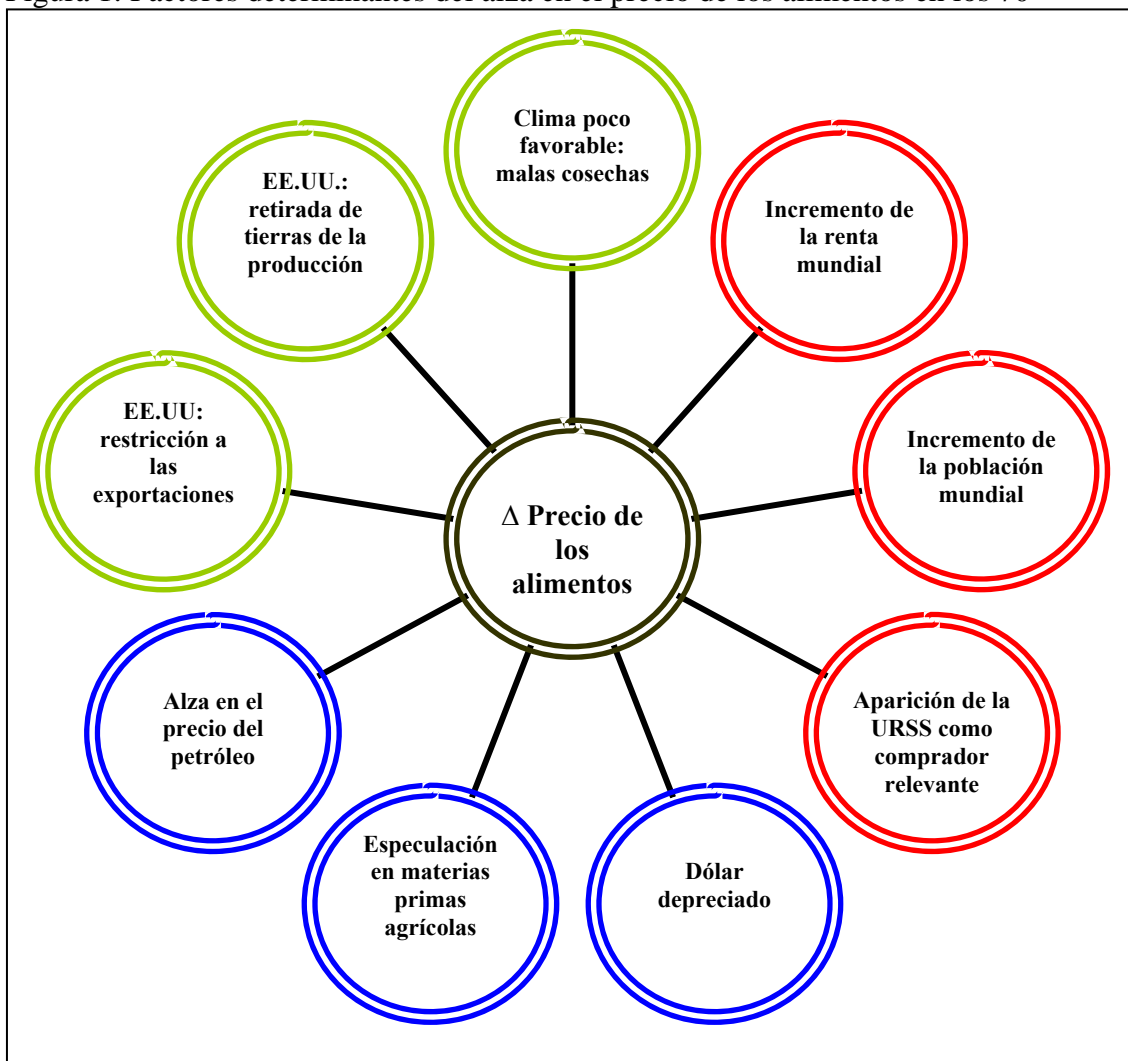 Figura 1: Factores determinantes del alza en el precio de los alimentos en los 70
Clima poco
favorable:
malas cosechas
Incremento de
la renta
mundial
Incremento de
la población
mundial
Aparición de la
URSS como
comprador
relevante
Dólar
depreciado
Especulación
en materias
primas
agrícolas
Alza en el
precio del
petróleo
EE.UU:
restricción a
las
exportaciones
EE.UU.:
retirada de
tierras de la
producción
Δ Precio de
los
alimentos